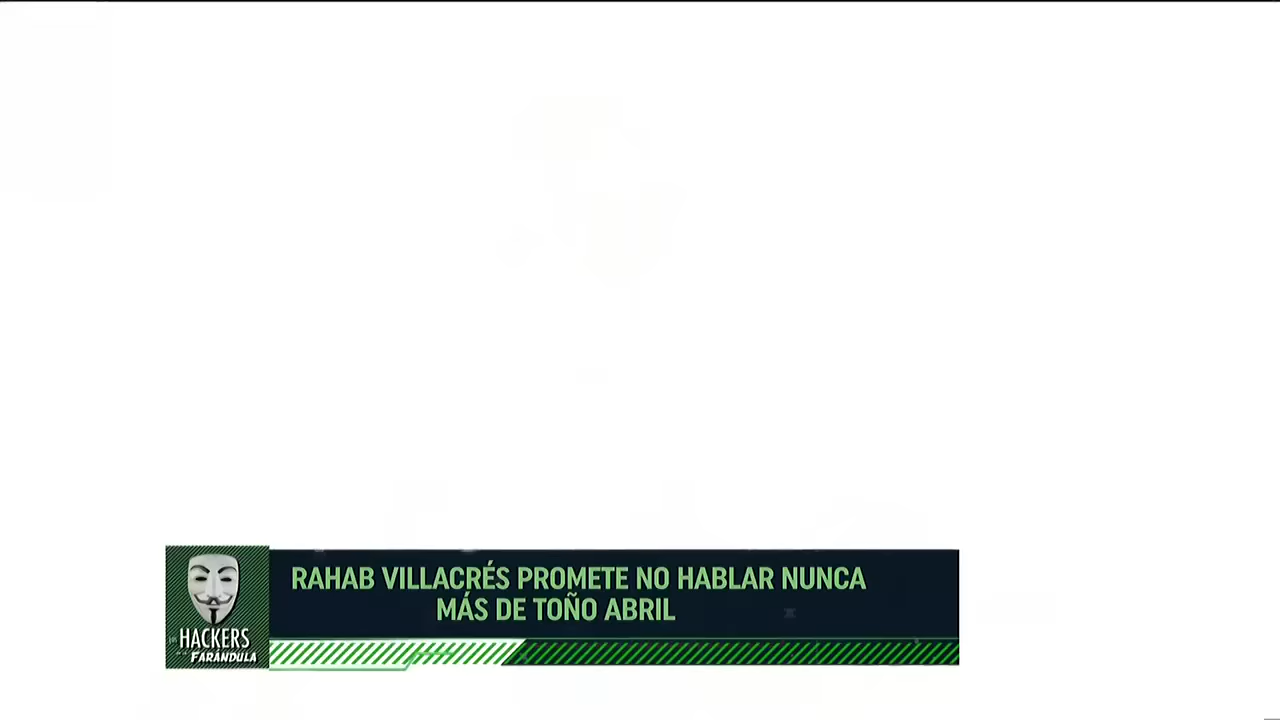 RAHAB VILLACRÉS PROMETE NO HABLAR NUNCA
MÁS DE TOÑO ABRIL
HACKERS
FARÁNDULA